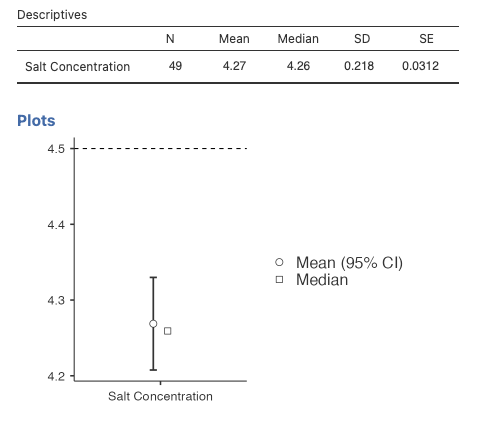 Descriptives
N Mean Median SD SE
Salt Concentration 49 4.27 4.26 0.218 0.0312
Plots
4.5
4.4
4.3
4.2
Salt Concentration
Mean (95% CI)
Median